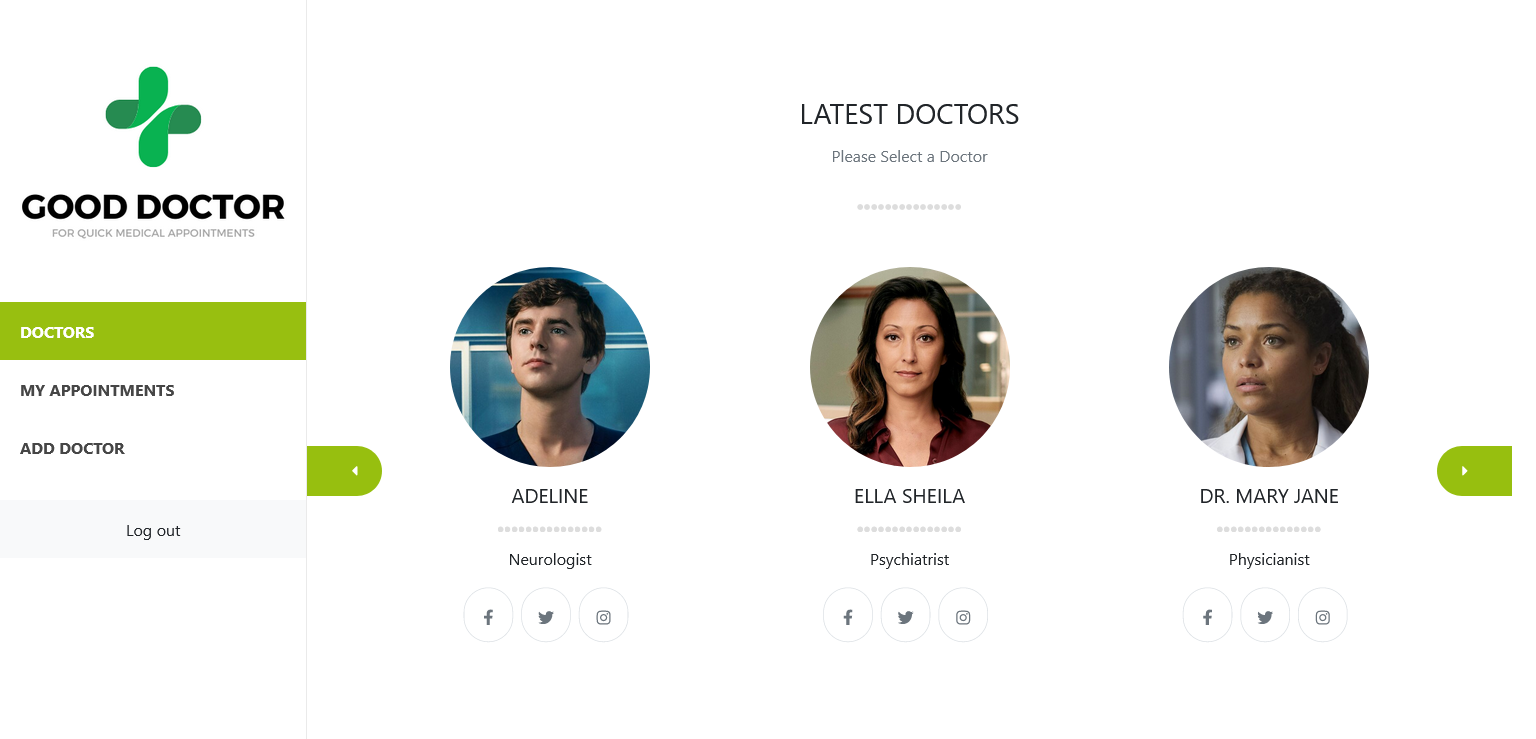 GOOD DOCTOR
FOR QUICK MEDICAL APPOINTMENTS
DOCTORS
MY APPOINTMENTS
ADD DOCTOR
Log out
LATEST DOCTORS
Please Select a Doctor
ADELINE
Neurologist
ELLA SHEILA
Psychiatrist
DR. MARY JANE
Physicianist